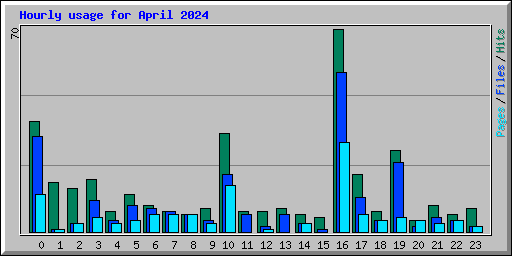 Hourly usage for April 2024
70
Pages / Files / Hits
0 1 2 3 4 5 6 7 8 9 10 11 12 13 14 15 16 17 18 19 20 21 22 23